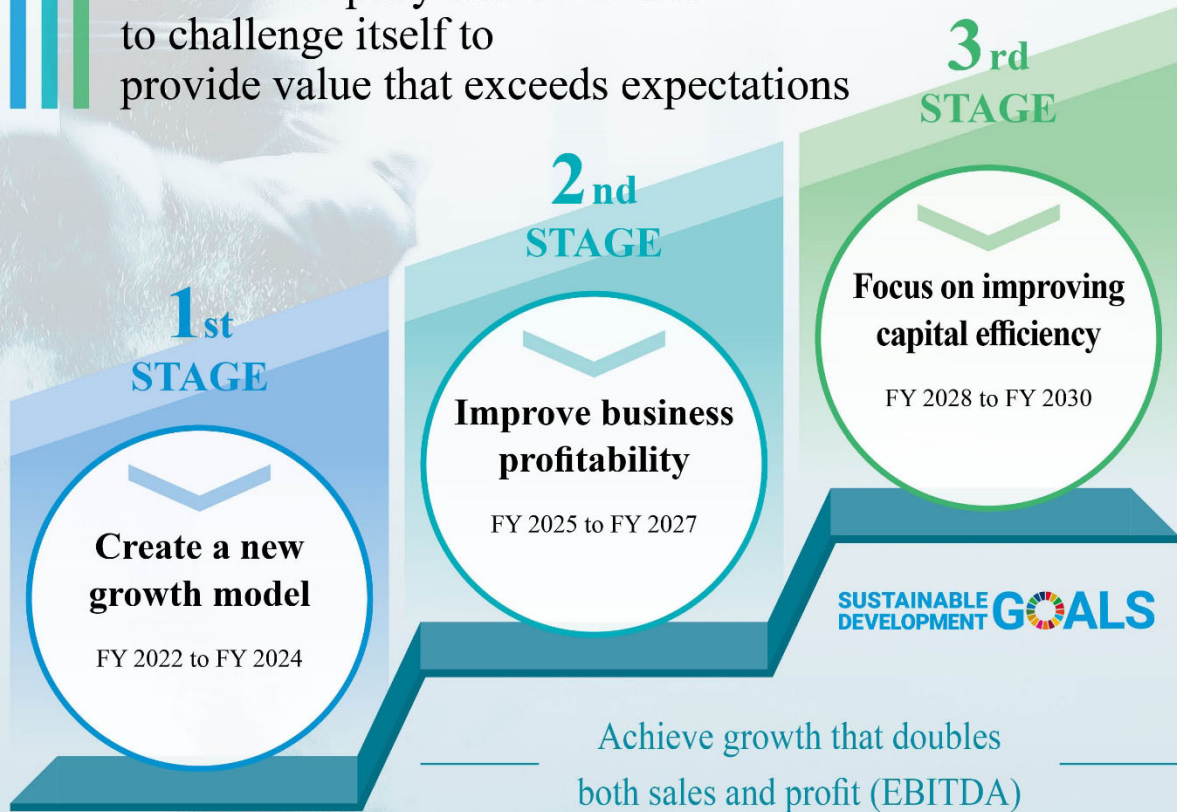 to challenge itself to
provide value that exceeds expectations
3rd
STAGE
2nd
STAGE
1st
STAGE
Focus on improving
capital efficiency
FY 2028 to FY 2030
Improve business
profitability
FY 2025 to FY 2027
Create a new
growth model
FY 2022 to FY 2024
SUSTAINABLE
DEVELOPMENT GOALS
Achieve growth that doubles
both sales and profit (EBITDA)